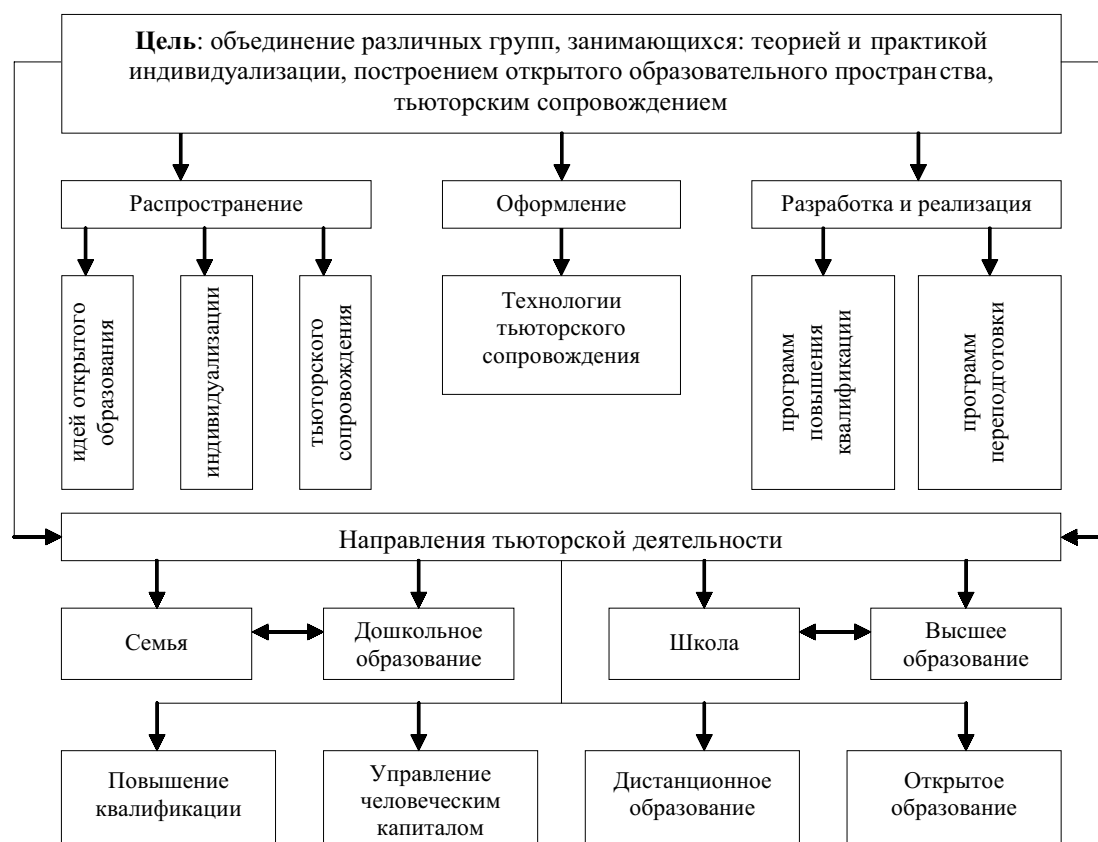 Цель: объединение различных групп, занимающихся: теорией и практикой
индивидуализации, построением открытого образовательного пространства,
тьюторским сопровождением
Распространение
Оформление
Разработка и реализация
идей открытого
образования
индивидуализации
тьюторского
сопровождения
Технологии
тьюторского
сопровождения
программ
повышения
квалификации
программ
переподготовки
Направления тьюторской деятельности
Семья
Дошкольное
образование
Школа
Высшее
образование
Повышение
квалификации
Управление
человеческим
капиталом
Дистанционное
образование
Открытое
образование